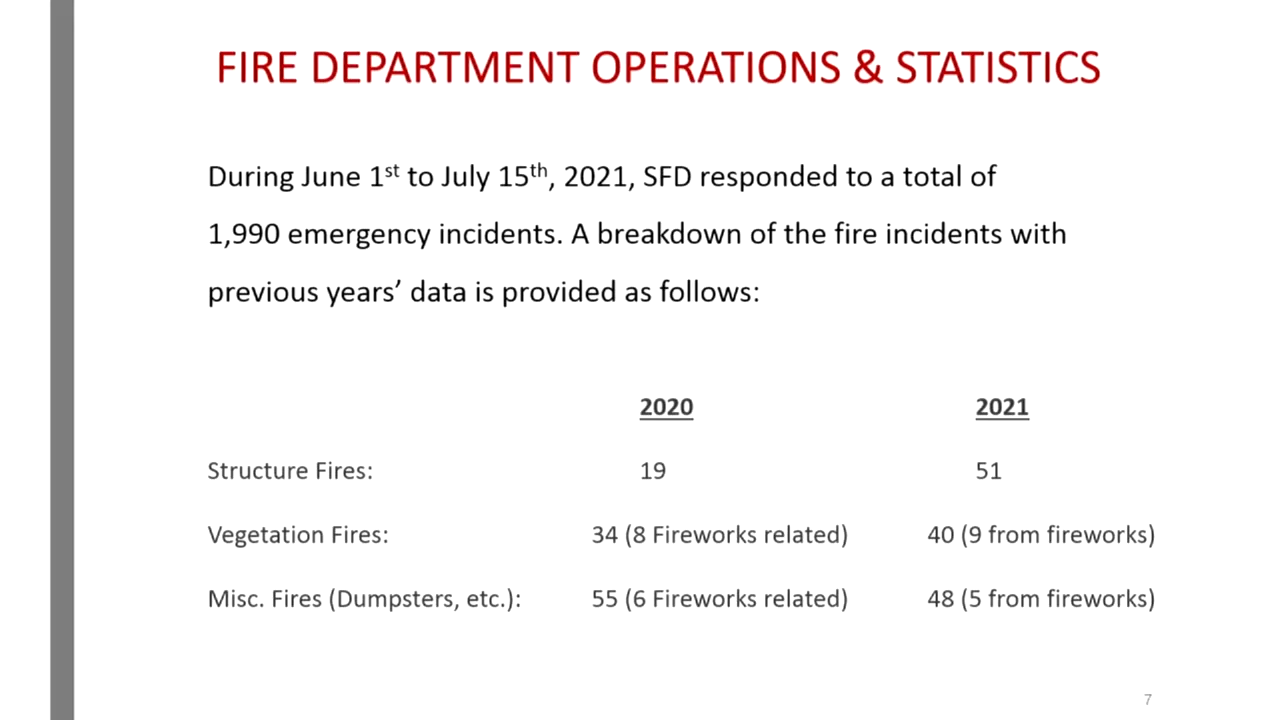 FIRE DEPARTMENT OPERATIONS & STATISTICS
During June 1st to July 15th, 2021, SFD responded to a total of
1,990 emergency incidents. A breakdown of the fire incidents with
previous years’ data is provided as follows:
2020 2021
Structure Fires: 19 51
Vegetation Fires: 34 (8 Fireworks related) 40 (9 from fireworks)
Misc. Fires (Dumpsters, etc.): 55 (6 Fireworks related) 48 (5 from fireworks)
7